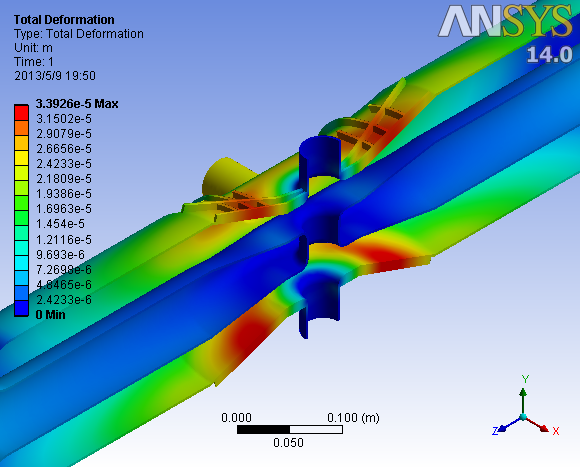 Total Deformation
Type: Total Deformation
Unit: m
Time: 1
2013/5/9 19:50
ANSYS
14.0
3.3926e-5 Max
3.1502e-5
2.9079e-5
2.6656e-5
2.4233e-5
2.1809e-5
1.9386e-5
1.6963e-5
1.454e-5
1.2116e-5
9.693e-6
7.2698e-6
4.8465e-6
2.4233e-6
0 Min
0.000 0.100 (m)
0.050
Y
Z X